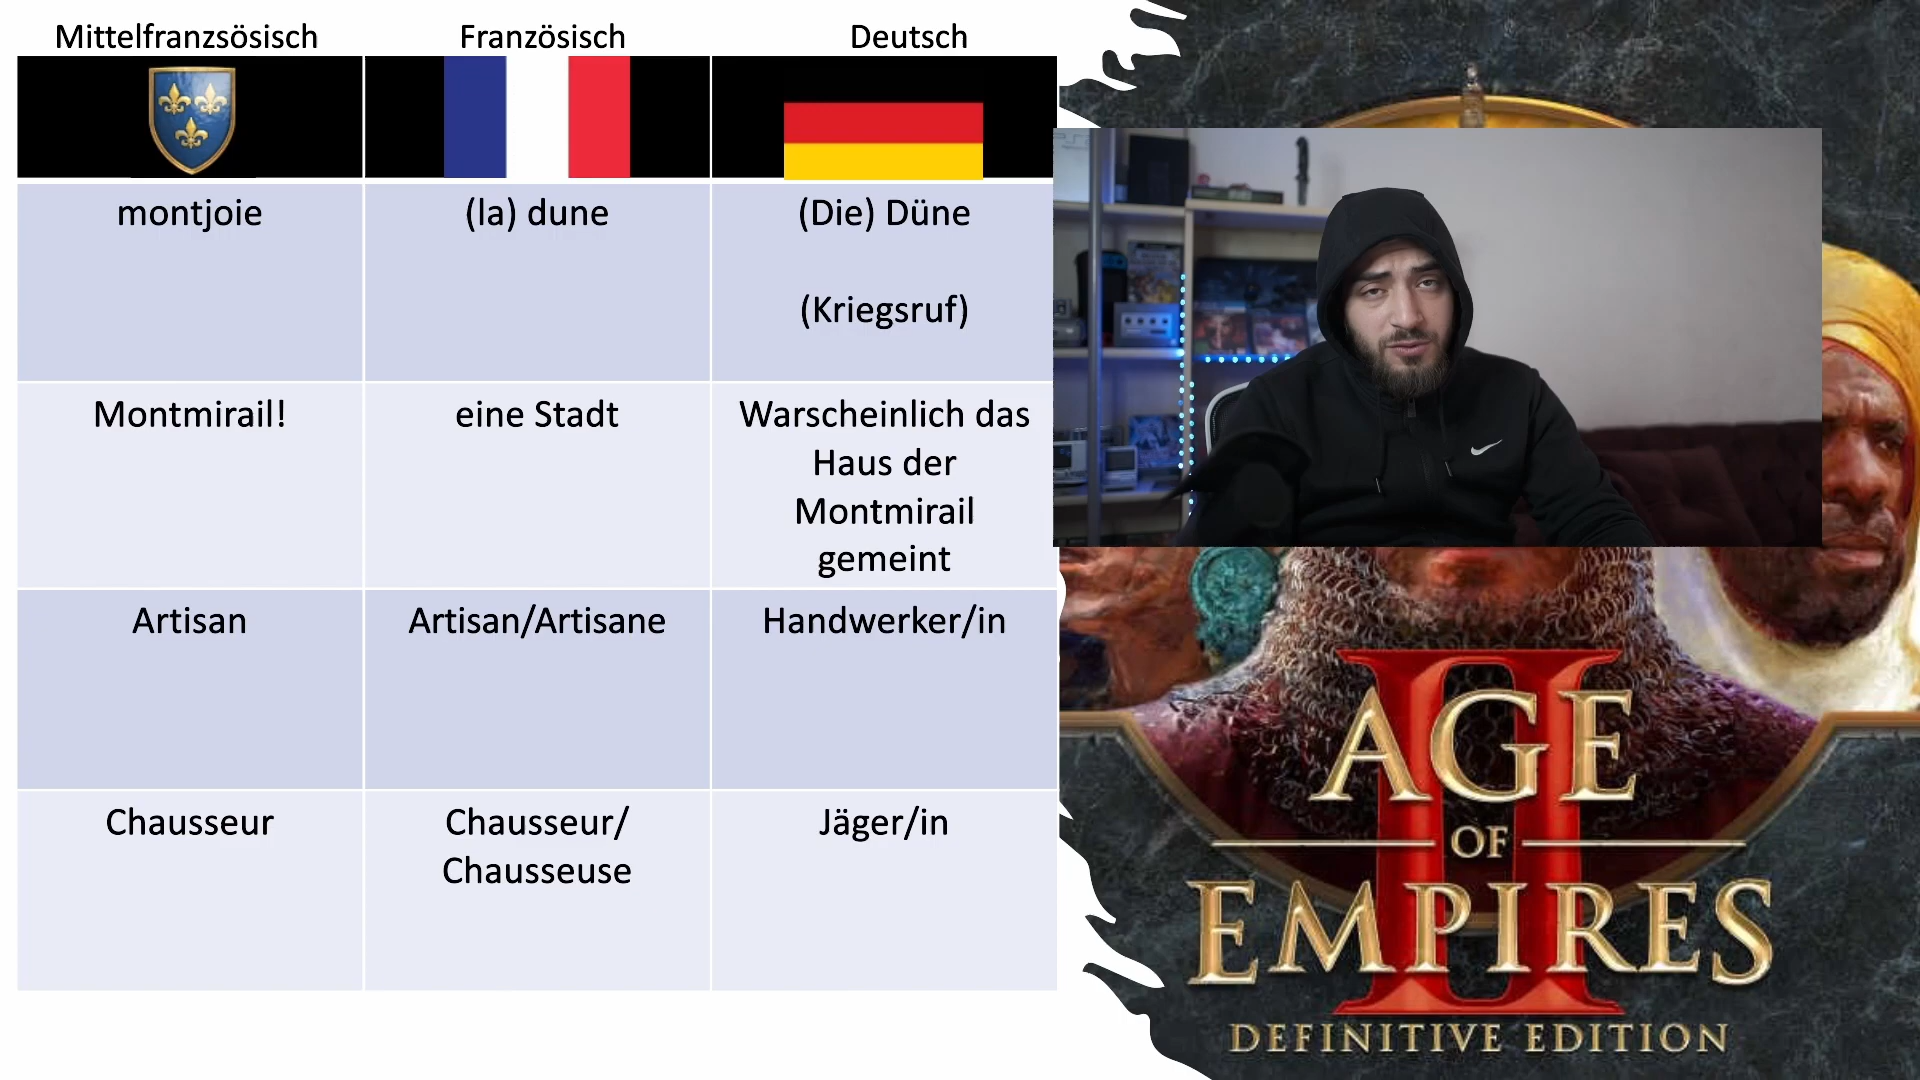 Mittelfranzsösisch
Französisch
Deutsch
montjoie
(la) dune
(Die) Düne
(Kriegsruf)
Montmirail!
eine Stadt
Warscheinlich das
Haus der
Montmirail
gemeint
Artisan
Artisan/Artisane
Handwerker/in
Chausseur
Chausseur/
Chausseuse
Jäger/in
AGE
OF
EMPIRES
II
DEFINITIVE EDITION